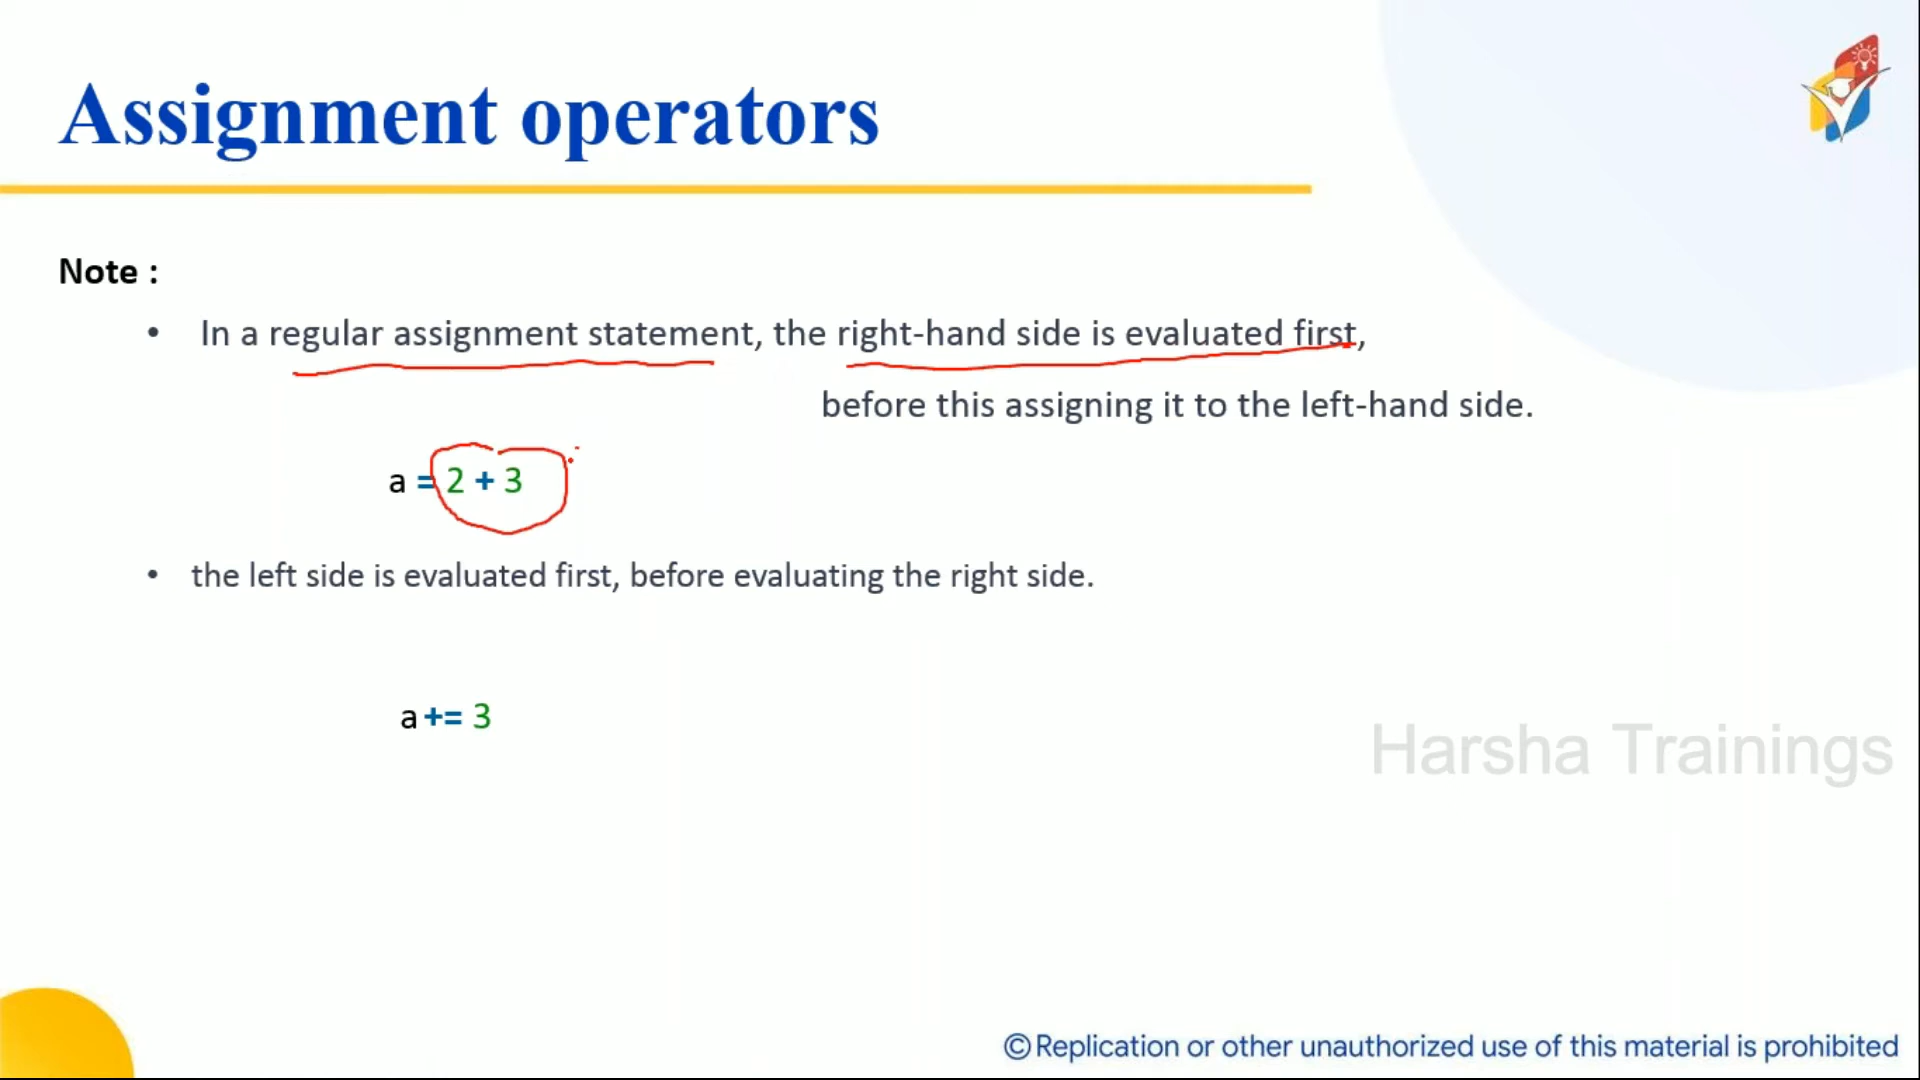 Assignment operators
Note :
• In a regular assignment statement, the right-hand side is evaluated first,
before this assigning it to the left-hand side.
a = 2 + 3
• the left side is evaluated first, before evaluating the right side.
a += 3
Harsha Trainings
©Replication or other unauthorized use of this material is prohibited